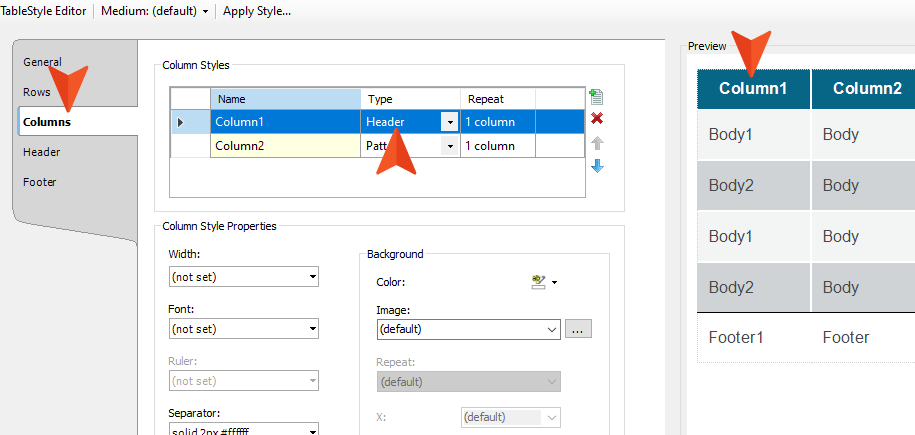 TableStyle Editor Medium: (default) Apply Style...
General
Rows
Columns
Header
Footer
Column Styles
Name Type Repeat
Column1 Header 1 column
Column2 1 column
Column Style Properties
Width:
(not set)
Font:
(not set)
Ruler:
(not set)
Separator:
solid 2px #ffffff
Background
Color:
Image:
(default) ...
Repeat:
(default)
X: (default)
Preview
Column1 Column2
Body1 Body
Body2 Body
Body1 Body
Body2 Body
Footer1 Footer